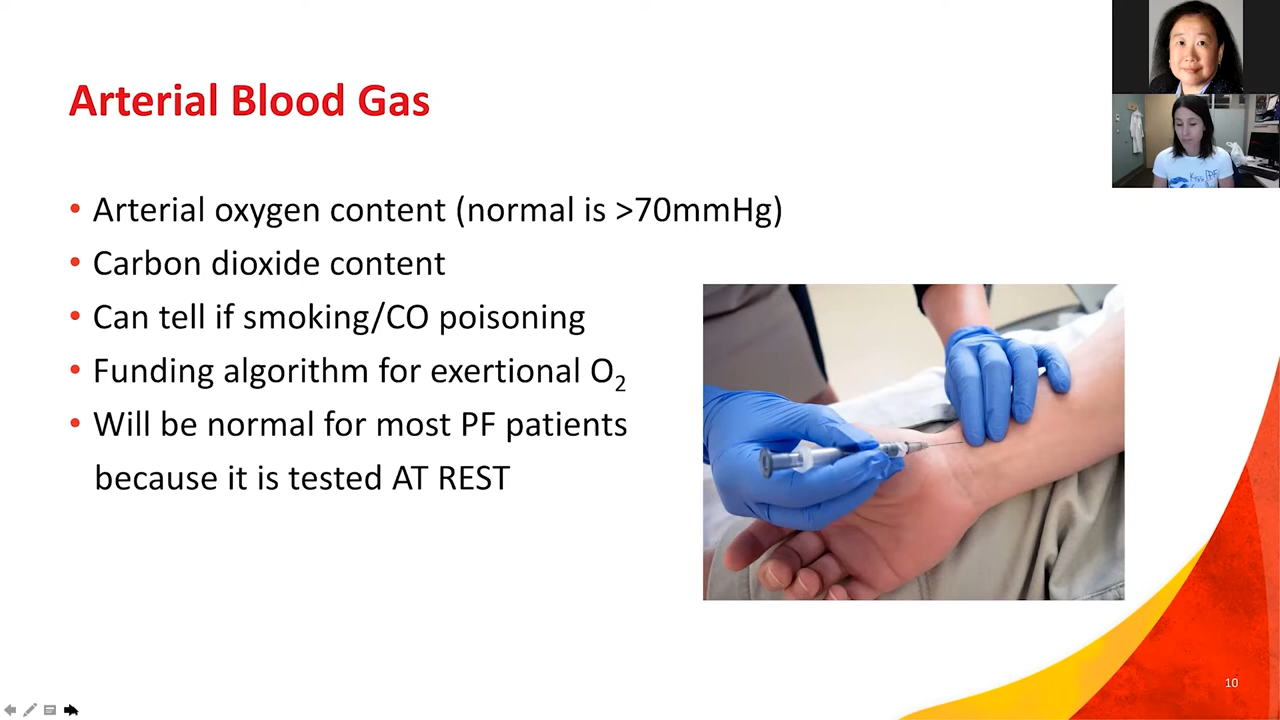 Arterial Blood Gas
• Arterial oxygen content (normal is >70mmHg)
• Carbon dioxide content
• Can tell if smoking/CO poisoning
• Funding algorithm for exertional O₂
• Will be normal for most PF patients
because it is tested AT REST
10